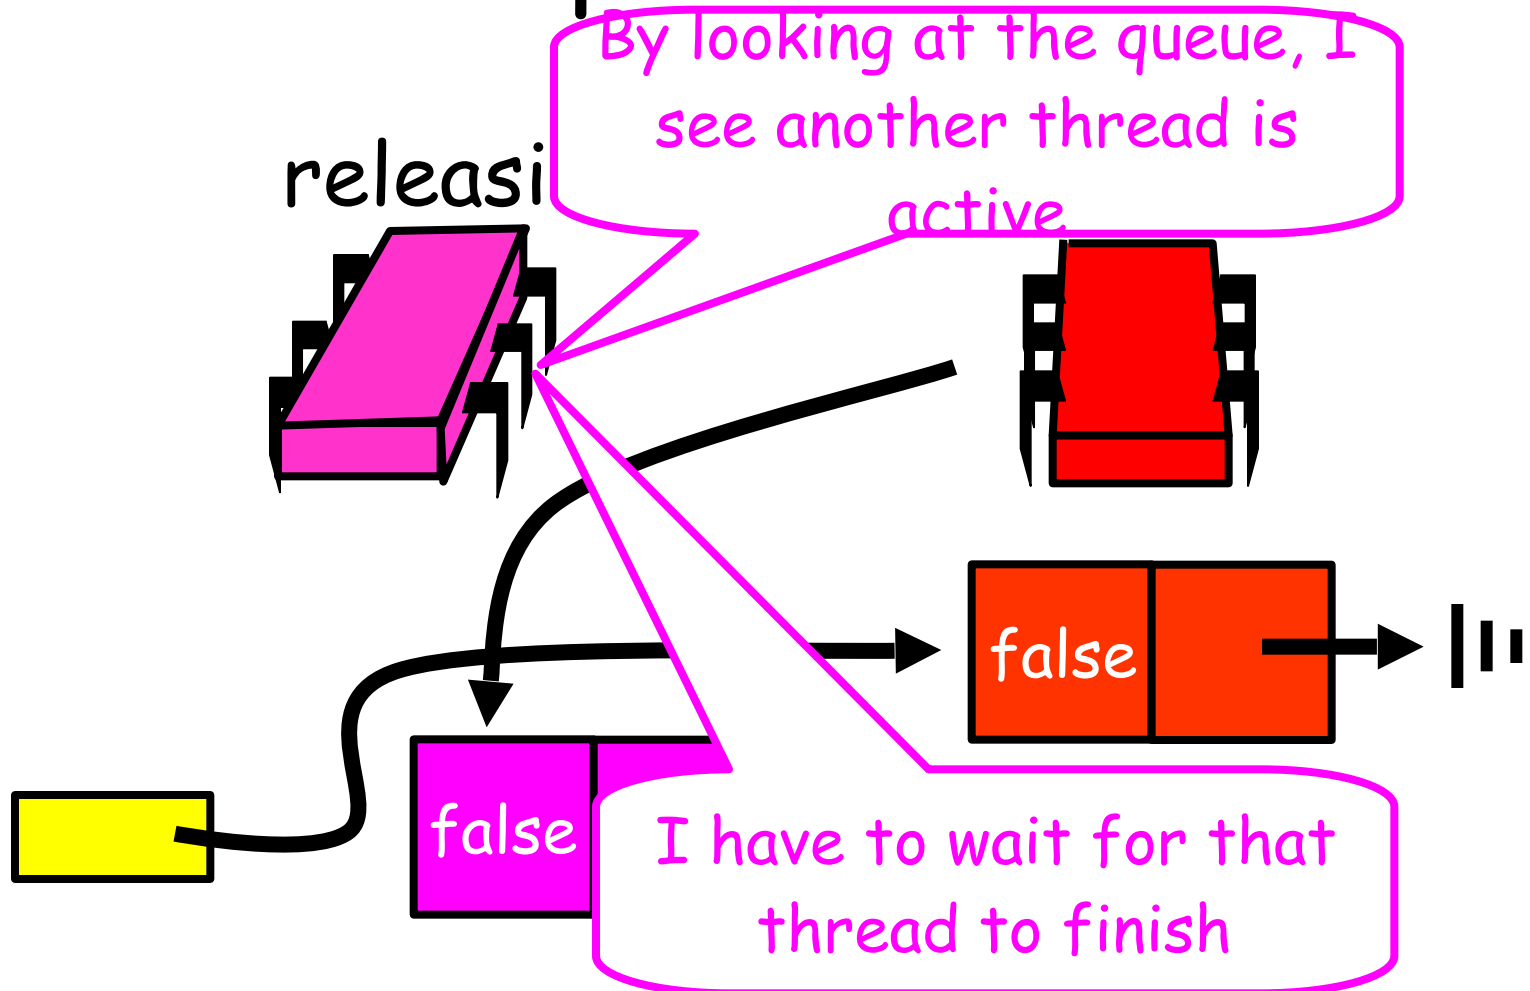 By looking at the queue, I
see another thread is
active
releasi
false
false
I have to wait for that
thread to finish